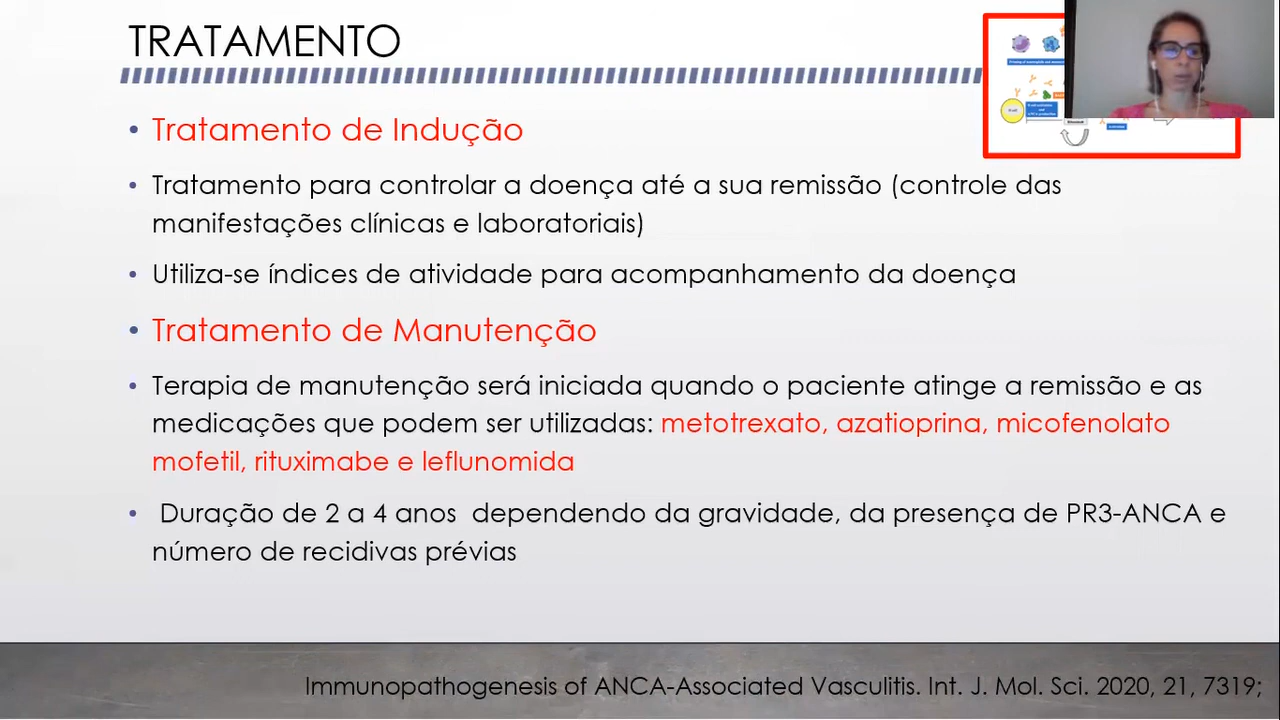 TRATAMENTO
• Tratamento de Indução
• Tratamento para controlar a doença até a sua remissão (controle das
manifestações clínicas e laboratoriais)
• Utiliza-se índices de atividade para acompanhamento da doença
• Tratamento de Manutenção
• Terapia de manutenção será iniciada quando o paciente atinge a remissão e as
medicações que podem ser utilizadas: metotrexato, azatioprina, micofenolato
mofetil, rituximabe e leflunomida
• Duração de 2 a 4 anos dependendo da gravidade, da presença de PR3-ANCA e
número de recidivas prévias
Immunopathogenesis of ANCA-Associated Vasculitis. Int. J. Mol. Sci. 2020, 21, 7319;